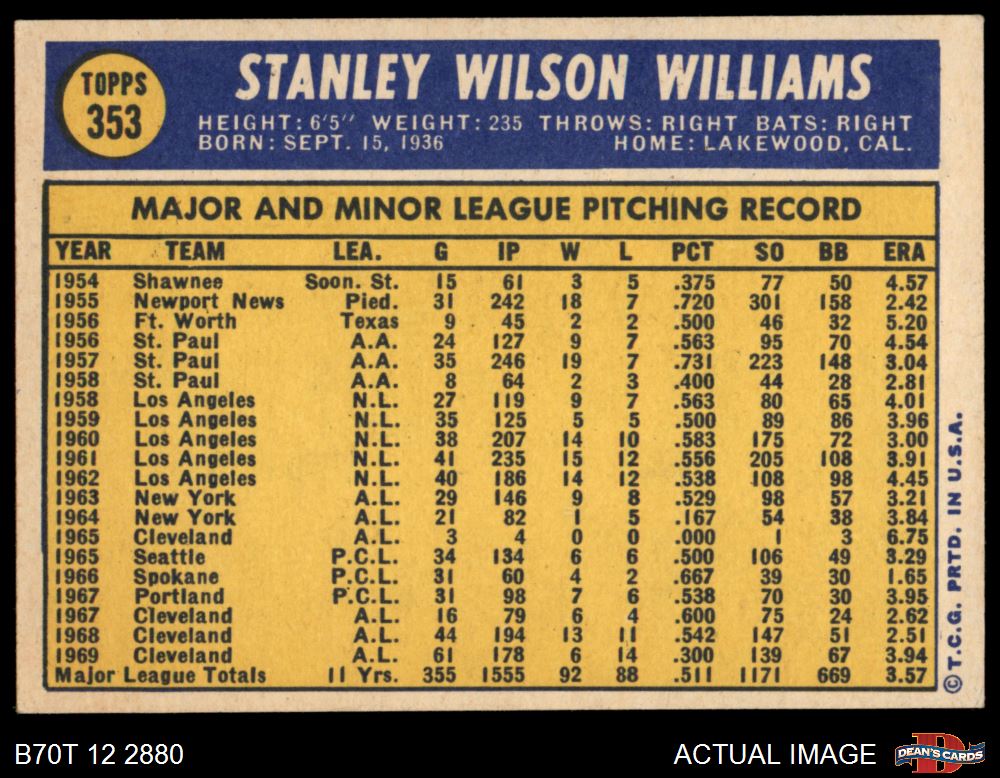 TOPPS
353
STANLEY WILSON WILLIAMS
HEIGHT: 6'5" WEIGHT: 235 THROWS: RIGHT BATS: RIGHT
BORN: SEPT. 15, 1936 HOME: LAKEWOOD, CAL.
MAJOR AND MINOR LEAGUE PITCHING RECORD
YEAR TEAM LEA. G IP W L PCT SO BB ERA
1954 Shawnee Soon. St. 15 61 3 5 .375 77 50 4.57
1955 Newport News Pied. 31 242 18 7 .720 301 158 2.42
1956 Ft. Worth Texas 9 45 2 2 .500 46 32 5.20
1956 St. Paul A.A. 24 127 9 7 .563 95 70 4.54
1957 St. Paul A.A. 35 246 19 7 .731 223 148 3.04
1958 St. Paul A.A. 8 64 2 3 .400 44 28 2.81
1958 Los Angeles N.L. 27 119 9 7 .563 80 65 4.01
1959 Los Angeles N.L. 35 125 5 5 .500 89 86 3.96
1960 Los Angeles N.L. 38 207 14 10 .583 175 72 3.00
1961 Los Angeles N.L. 41 235 15 12 .556 205 108 3.91
1962 Los Angeles N.L. 40 186 14 12 .538 108 98 4.45
1963 New York A.L. 29 146 9 8 .529 98 57 3.21
1964 New York A.L. 21 82 1 5 .167 54 38 3.84
1965 Cleveland A.L. 3 4 0 0 .000 1 3 6.75
1965 Seattle P.C.L. 34 134 6 6 .500 106 49 3.29
1966 Spokane P.C.L. 31 60 4 2 .667 39 30 1.65
1967 Portland P.C.L. 31 98 7 6 .538 70 30 3.95
1967 Cleveland A.L. 16 79 6 4 .600 75 24 2.62
1968 Cleveland A.L. 44 194 13 11 .542 147 51 2.51
1969 Cleveland A.L. 61 178 6 14 .300 139 67 3.94
Major League Totals 11 Yrs. 355 1555 92 88 .511 1171 669 3.57
© T.C.G. PRTD. IN U.S.A.
B70T 12 2880 ACTUAL IMAGE
DEAN'S CARDS